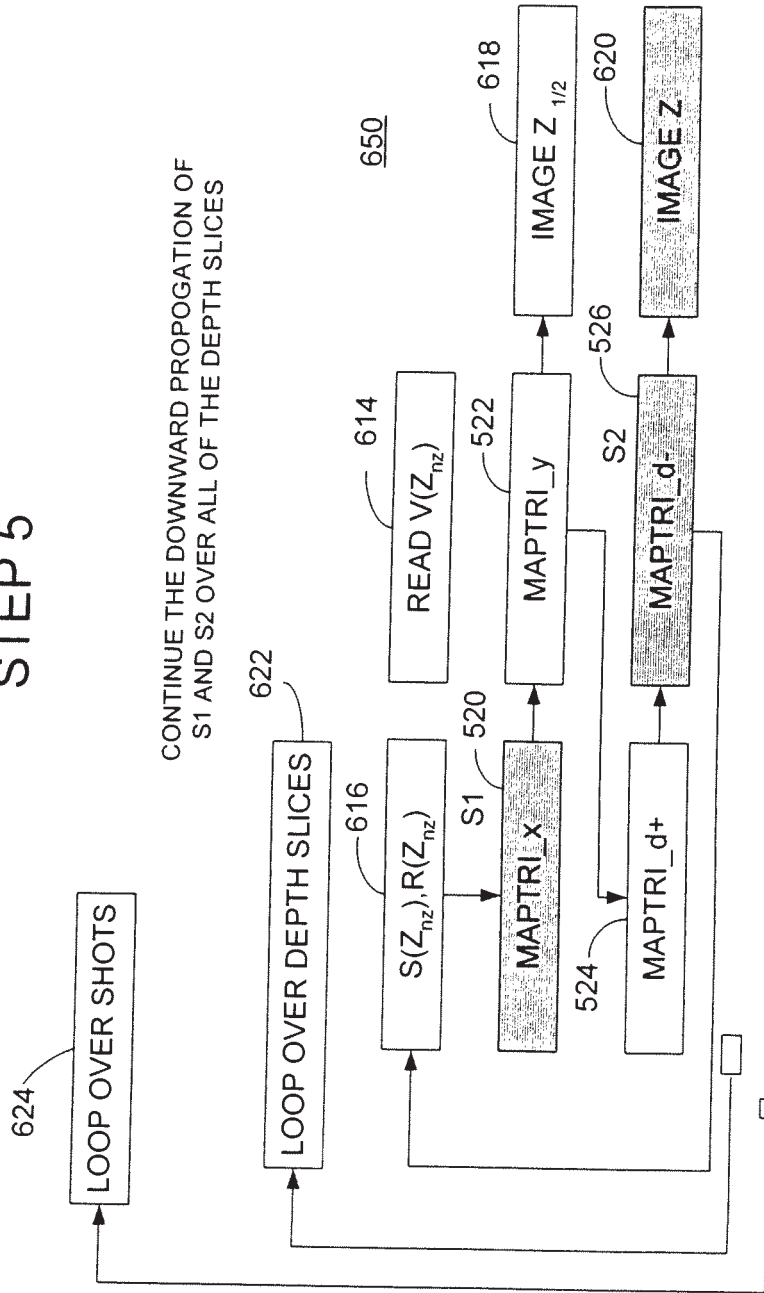 STEP 5
CONTINUE THE DOWNWARD PROPOGATION OF
S1 AND S2 OVER ALL OF THE DEPTH SLICES
650
624
LOOP OVER SHOTS
622
LOOP OVER DEPTH SLICES
616
S(Z_nz), R(Z_nz)
614
READ V(Z_nz)
S1
520
MAPTRI_x
522
MAPTRI_y
618
IMAGE Z 1/2
524
MAPTRI_d+
S2
526
MAPTRI_d-
620
IMAGE Z